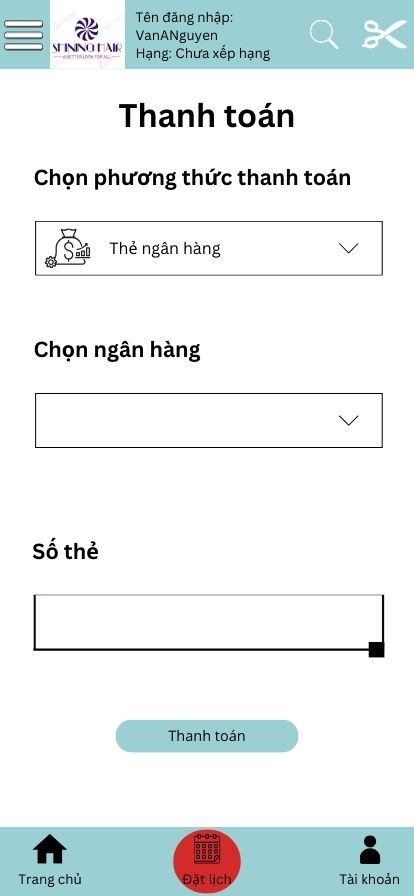 Tên đăng nhập:
VanANguyen
Hạng: Chưa xếp hạng
SHINING HAIR
A BETTER LOOK FOR ALL
Thanh toán
Chọn phương thức thanh toán
Thẻ ngân hàng
Chọn ngân hàng
Số thẻ
Thanh toán
Trang chủ
Đặt lịch
Tài khoản